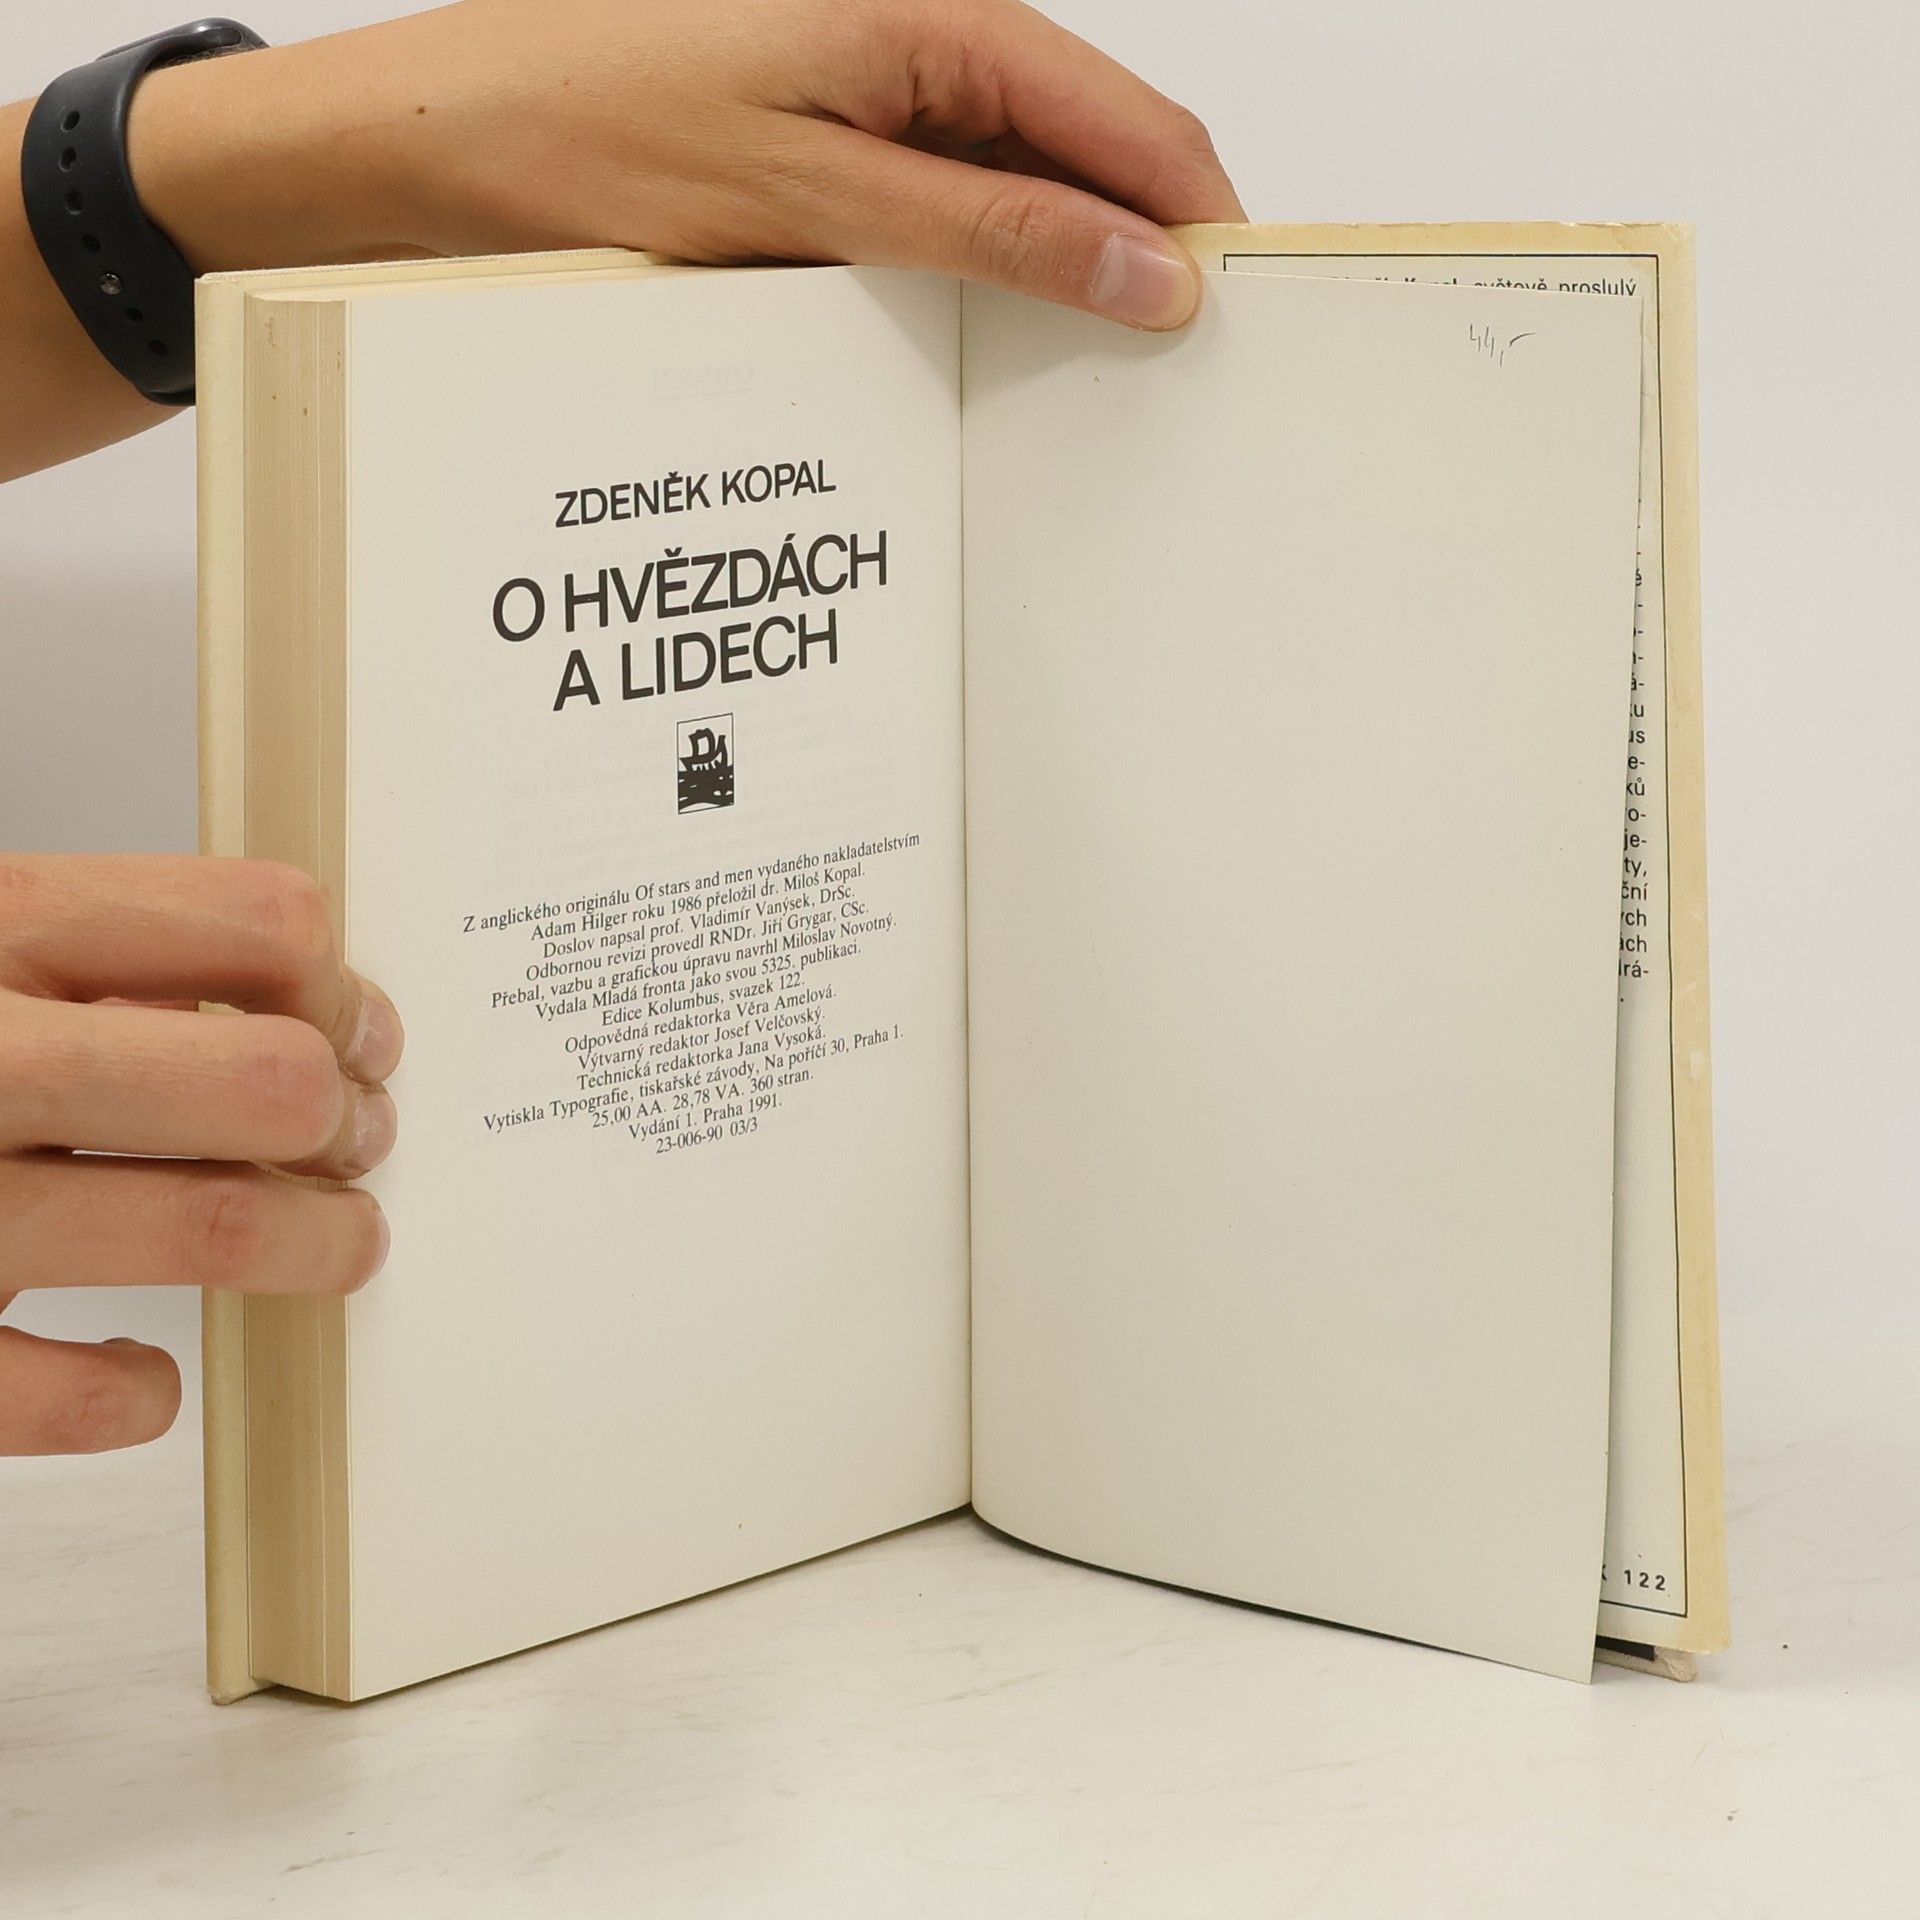 ZDENĚK KOPAL
O HVĚZDÁCH
A LIDECH
Z anglického originálu Of stars and men vydaného nakladatelstvím
Adam Hilger roku 1986 přeložil dr. Miloš Kopal.
Doslov napsal prof. Vladimír Vanýsek, DrSc.
Odbornou revizi provedl RNDr. Jiří Grygar, CSc.
Přebal, vazbu a grafickou úpravu navrhl Miloslav Novotný.
Vydala Mladá fronta jako svou 5325. publikaci.
Edice Kolumbus, svazek 122.
Odpovědná redaktorka Věra Amelová.
Výtvarný redaktor Josef Velčovský.
Technická redaktorka Jana Vysoká.
Vytiskla Typografie, tiskařské závody, Na poříčí 30, Praha 1.
25,00 AA. 28,78 VA. 360 stran.
Vydání 1. Praha 1991.
23-006-90 03/3
44,-
světově proslulý
122